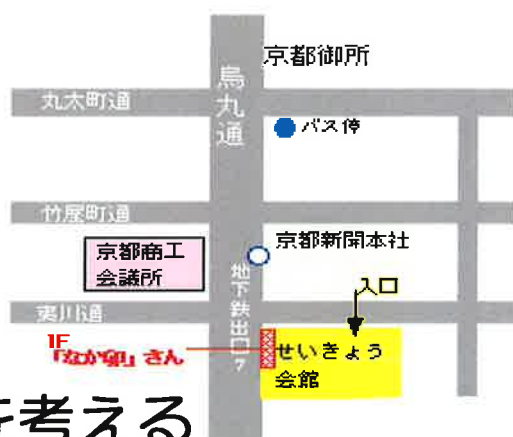 京都御所
烏丸通
丸太町通
バス停
竹屋町通
京都商工
会議所
京都新聞本社
地下鉄出口7
入口
夷川通
1F
「なか卯」さん
せいきょう
会館
を考える